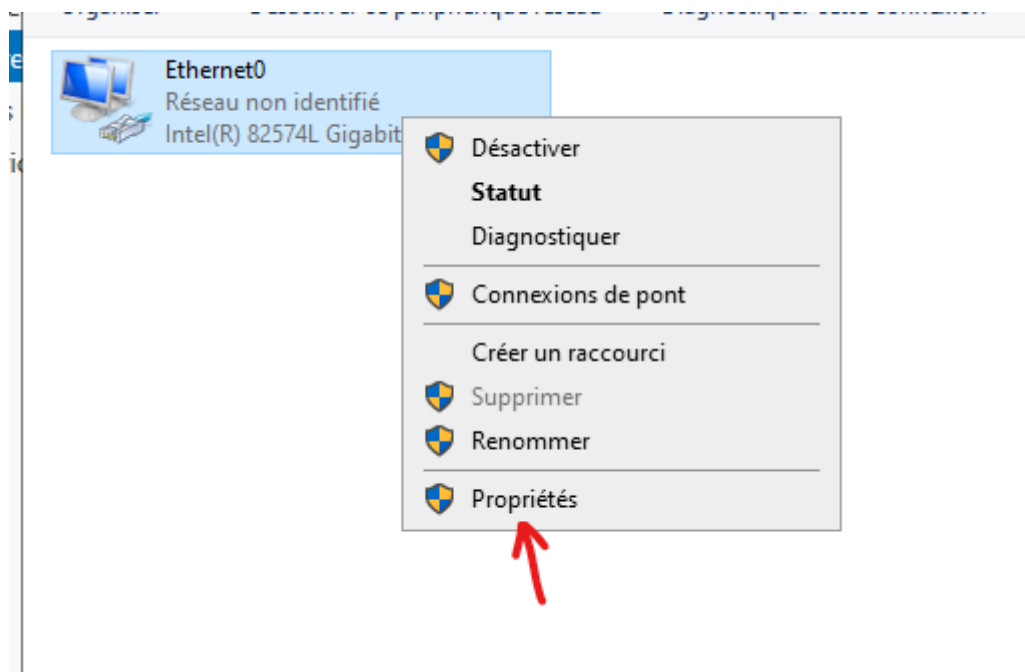 Ethernet0
Réseau non identifié
Intel(R) 82574L Gigabit
Désactiver
Statut
Diagnostiquer
Connexions de pont
Créer un raccourci
Supprimer
Renommer
Propriétés